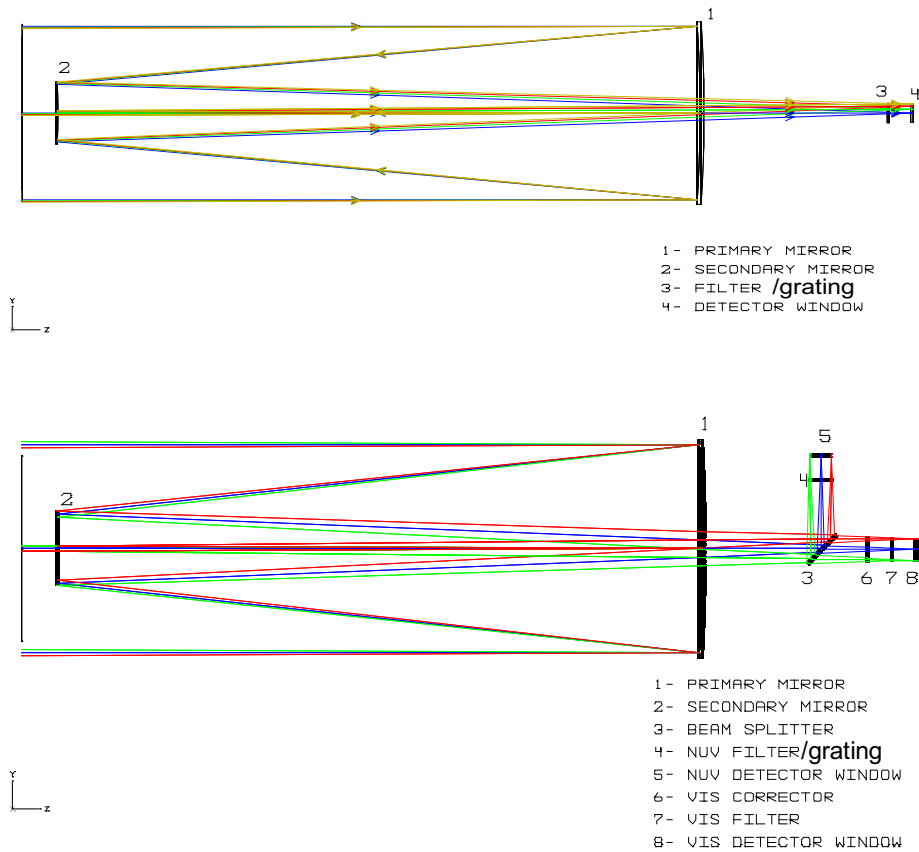 1
2
3
4
1- PRIMARY MIRROR
2- SECONDARY MIRROR
3- FILTER /grating
4- DETECTOR WINDOW
Y
Z
1
5
2
4
3
6
7
8
1- PRIMARY MIRROR
2- SECONDARY MIRROR
3- BEAM SPLITTER
4- NUV FILTER/grating
5- NUV DETECTOR WINDOW
6- VIS CORRECTOR
7- VIS FILTER
8- VIS DETECTOR WINDOW
Y
Z